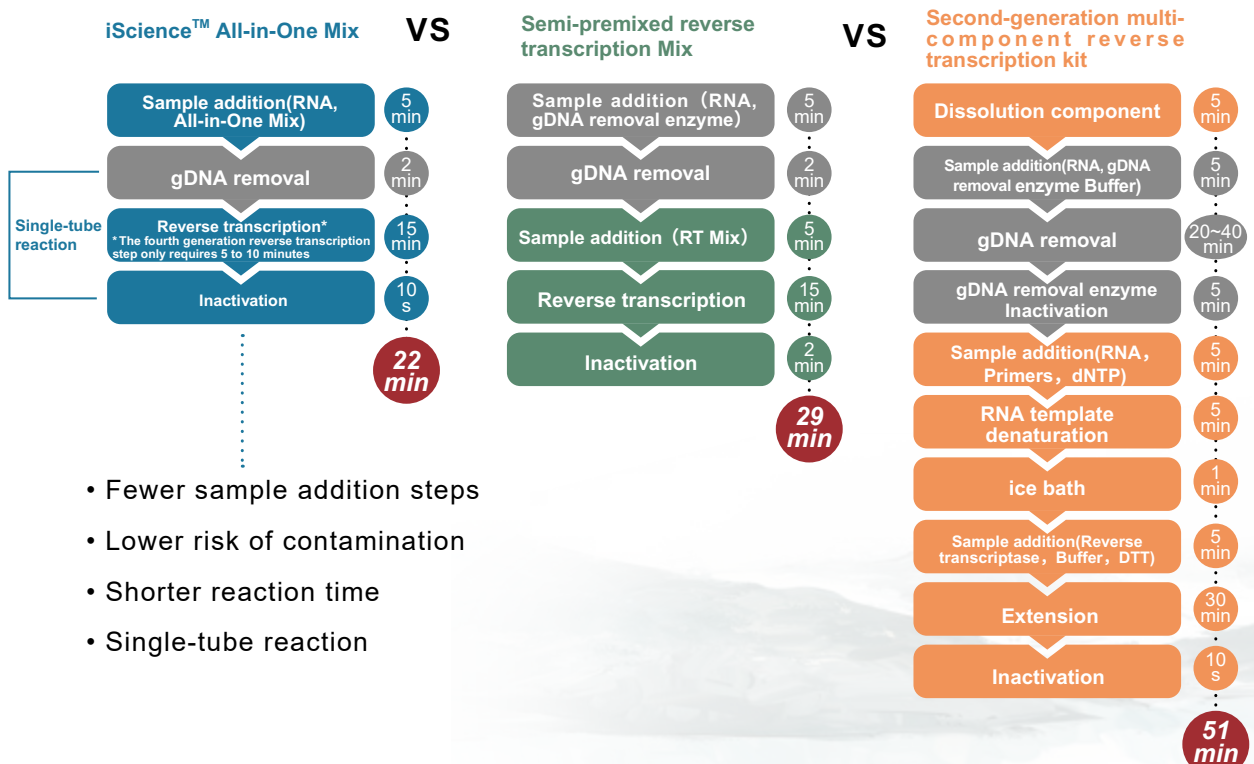 iScience™ All-in-One Mix
VS
Semi-premixed reverse
transcription Mix
VS
Second-generation multi-
component reverse
transcription kit
Sample addition(RNA,
All-in-One Mix)
5
min
gDNA removal
2
min
Single-tube
reaction
Reverse transcription*
*The fourth generation reverse transcription
step only requires 5 to 10 minutes
15
min
Inactivation
10
s
22
min
• Fewer sample addition steps
• Lower risk of contamination
• Shorter reaction time
• Single-tube reaction
Sample addition（RNA,
gDNA removal enzyme）
5
min
gDNA removal
2
min
Sample addition（RT Mix）
5
min
Reverse transcription
15
min
Inactivation
2
min
29
min
Dissolution component
5
min
Sample addition(RNA, gDNA
removal enzyme Buffer)
5
min
gDNA removal
20~40
min
gDNA removal enzyme
Inactivation
5
min
Sample addition(RNA，
Primers，dNTP)
5
min
RNA template
denaturation
5
min
ice bath
1
min
Sample addition(Reverse
transcriptase，Buffer，DTT)
5
min
Extension
30
min
Inactivation
10
s
51
min